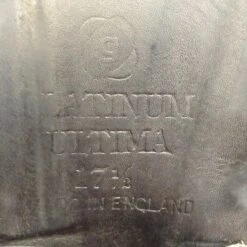 LATINUM
ULTIMA
17½
IN ENGLAND